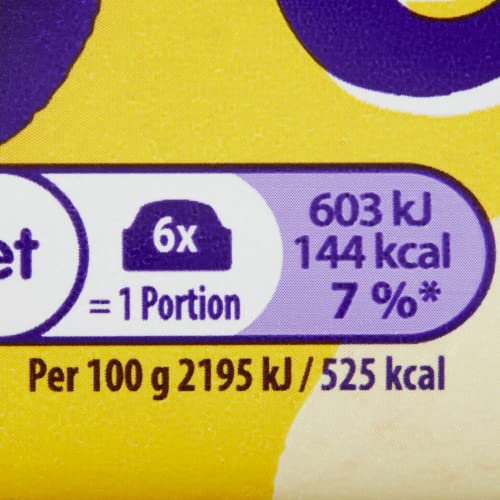 et
6x
= 1 Portion
603 kJ
144 kcal
7 %*
Per 100 g 2195 kJ / 525 kcal